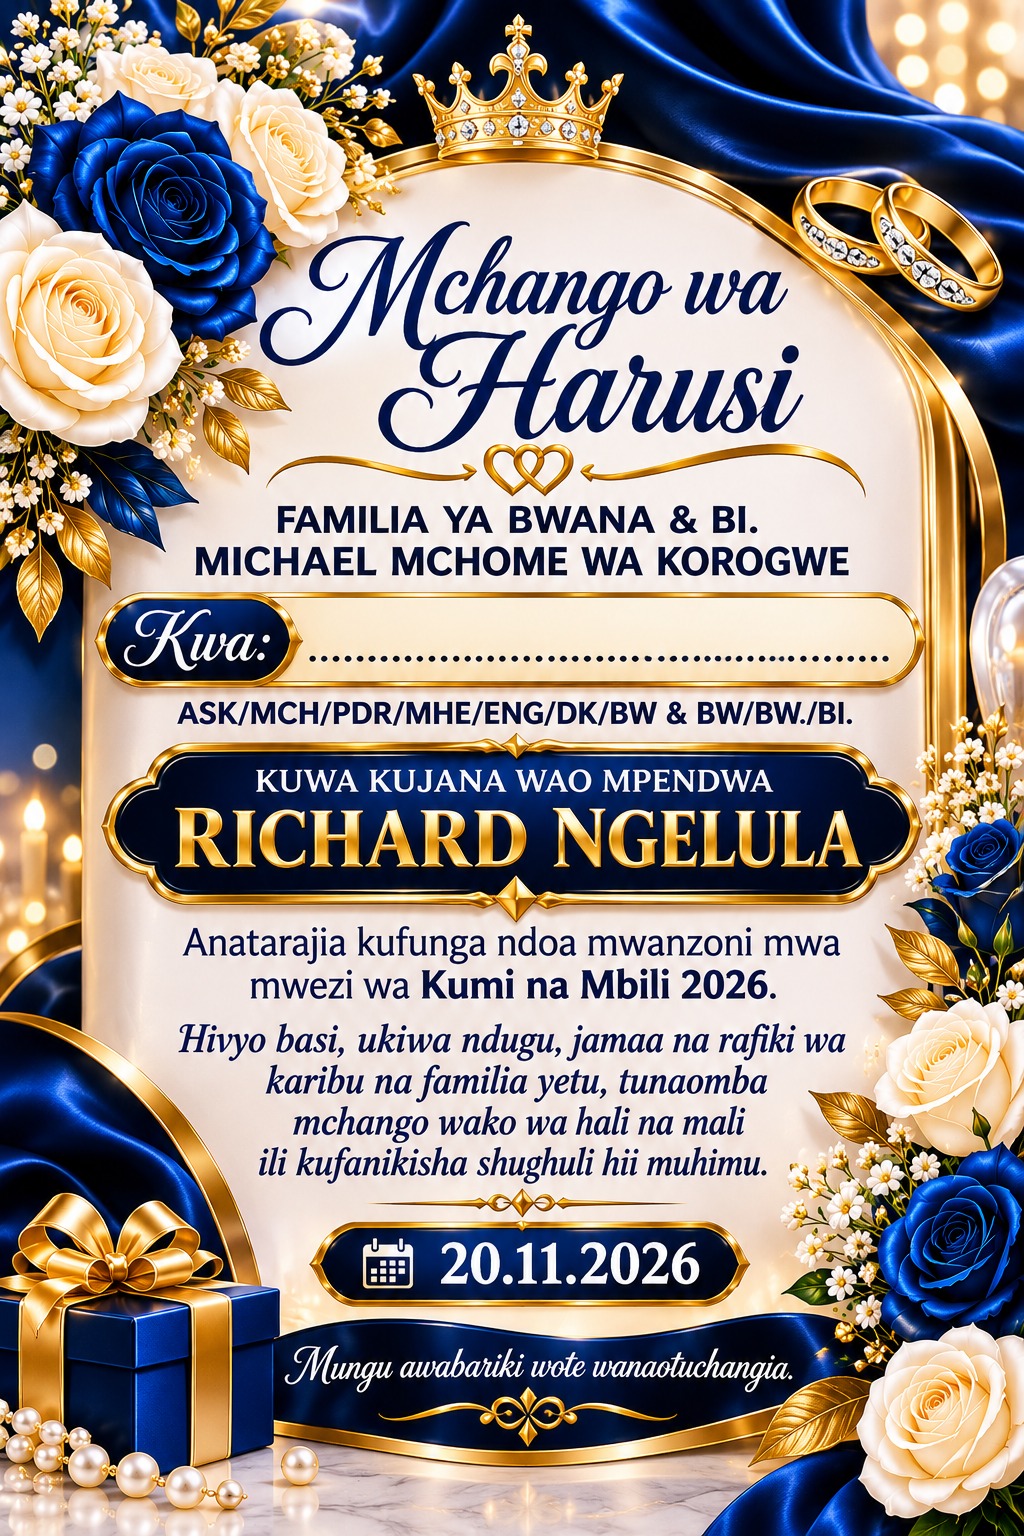 Mchango wa
Harusi
FAMILIA YA BWANA & BI.
MICHAEL MCHOME WA KOROGWE
Kwa: ..................................................
ASK/MCH/PDR/MHE/ENG/DK/BW & BW/BW./BI.
KUWA KUJANA WAO MPENDWA
RICHARD NGELULA
Anatarajia kufunga ndoa mwanzoni mwa
mwezi wa Kumi na Mbili 2026.
Hivyo basi, ukiwa ndugu, jamaa na rafiki wa
karibu na familia yetu, tunaomba
mchango wako wa hali na mali
ili kufanikisha shughuli hii muhimu.
20.11.2026
Mungu awabariki wote wanaotuchangia.